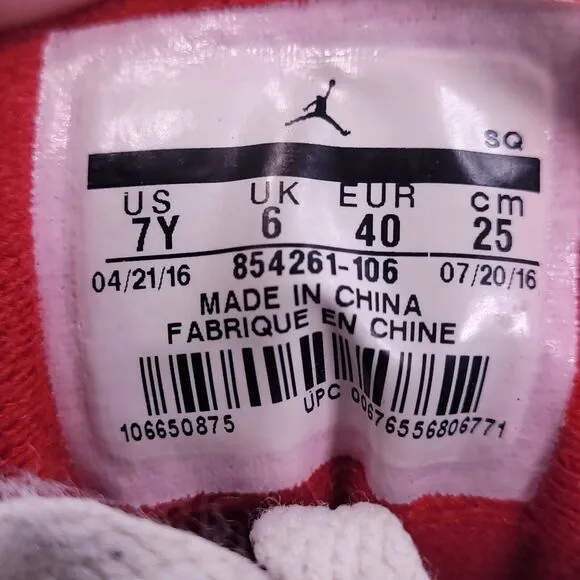 SQ
US UK EUR cm
7Y 6 40 25
04/21/16 854261-106 07/20/16
MADE IN CHINA
FABRIQUE EN CHINE
106650875 UPC 00676556806771